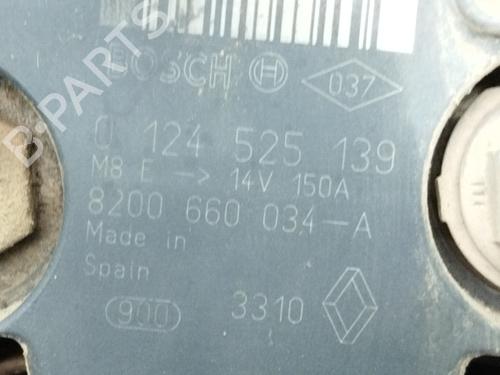 B-PARTS
BOSCH
037
0 124 525 139
M8 E -> 14V 150A
8200 660 034-A
Made in
Spain
900 3310